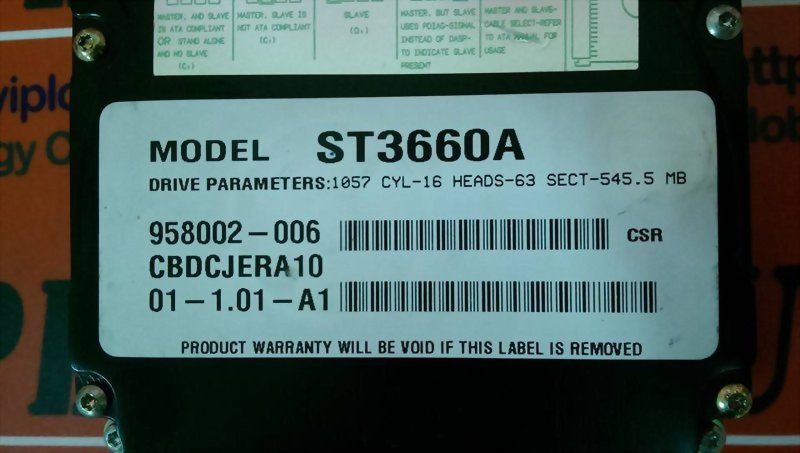 MASTER, AND SLAVE
IS ATA COMPLIANT
OR STAND ALONE
AND NO SLAVE
MASTER, SLAVE IS
NOT ATA COMPLIANT
SLAVE
MASTER, BUT SLAVE
USES PDIAG-SIGNAL
INSTEAD OF DASP-
TO INDICATE SLAVE
PRESENT
MASTER AND SLAVE-
CABLE SELECT-REFER
TO ATA MANUAL FOR
USAGE
MODEL ST3660A
DRIVE PARAMETERS:1057 CYL-16 HEADS-63 SECT-545.5 MB
958002-006 CSR
CBDCJERA10
01-1.01-A1
PRODUCT WARRANTY WILL BE VOID IF THIS LABEL IS REMOVED